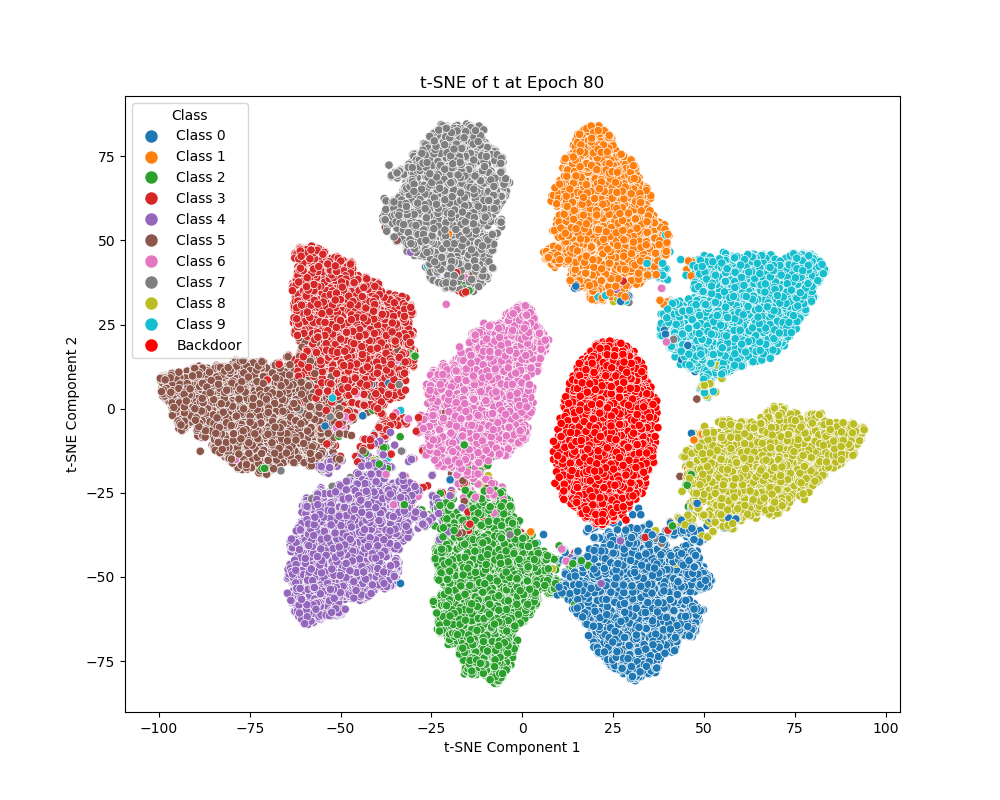 t-SNE of t at Epoch 80
Class
Class 0
Class 1
Class 2
Class 3
Class 4
Class 5
Class 6
Class 7
Class 8
Class 9
Backdoor
75
50
25
0
−25
−50
−75
t-SNE Component 2
−100
−75
−50
−25
0
25
50
75
100
t-SNE Component 1